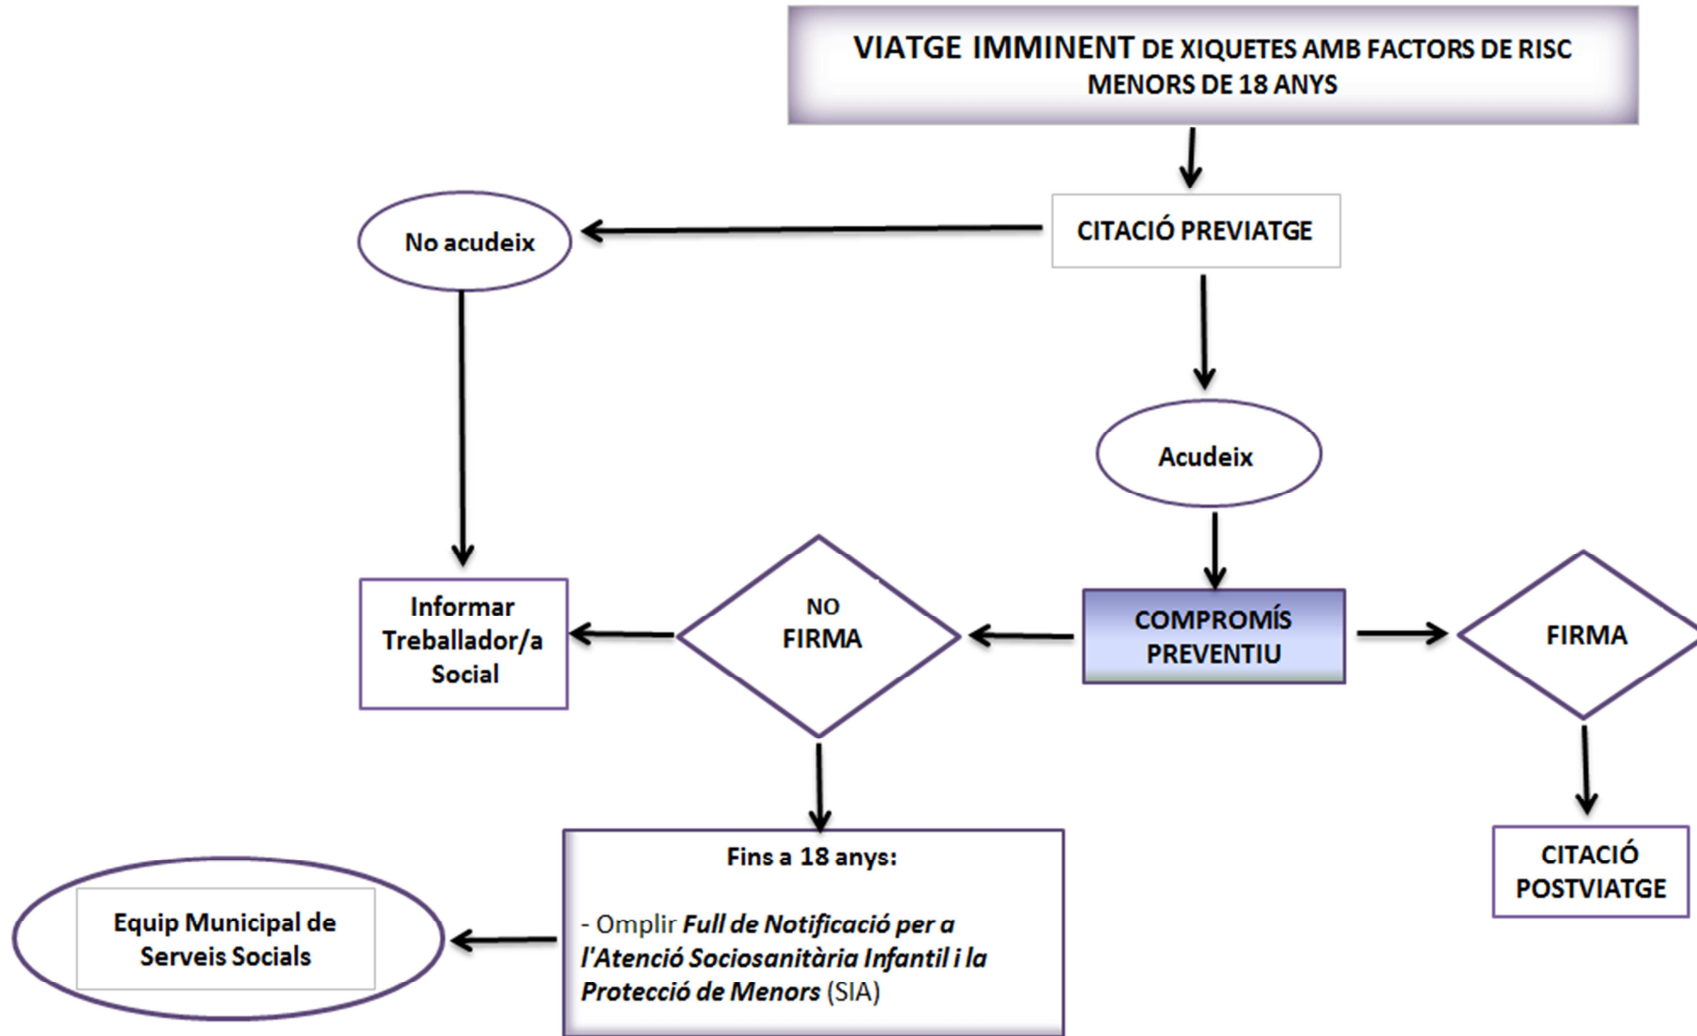 VIATGE IMMINENT DE XIQUETES AMB FACTORS DE RISC
MENORS DE 18 ANYS
No acudeix
CITACIÓ PREVIATGE
Acudeix
Informar
Treballador/a
Social
NO
FIRMA
COMPROMÍS
PREVENTIU
FIRMA
Equip Municipal de
Serveis Socials
Fins a 18 anys:
- Omplir Full de Notificació per a
l'Atenció Sociosanitària Infantil i la
Protecció de Menors (SIA)
CITACIÓ
POSTVIATGE